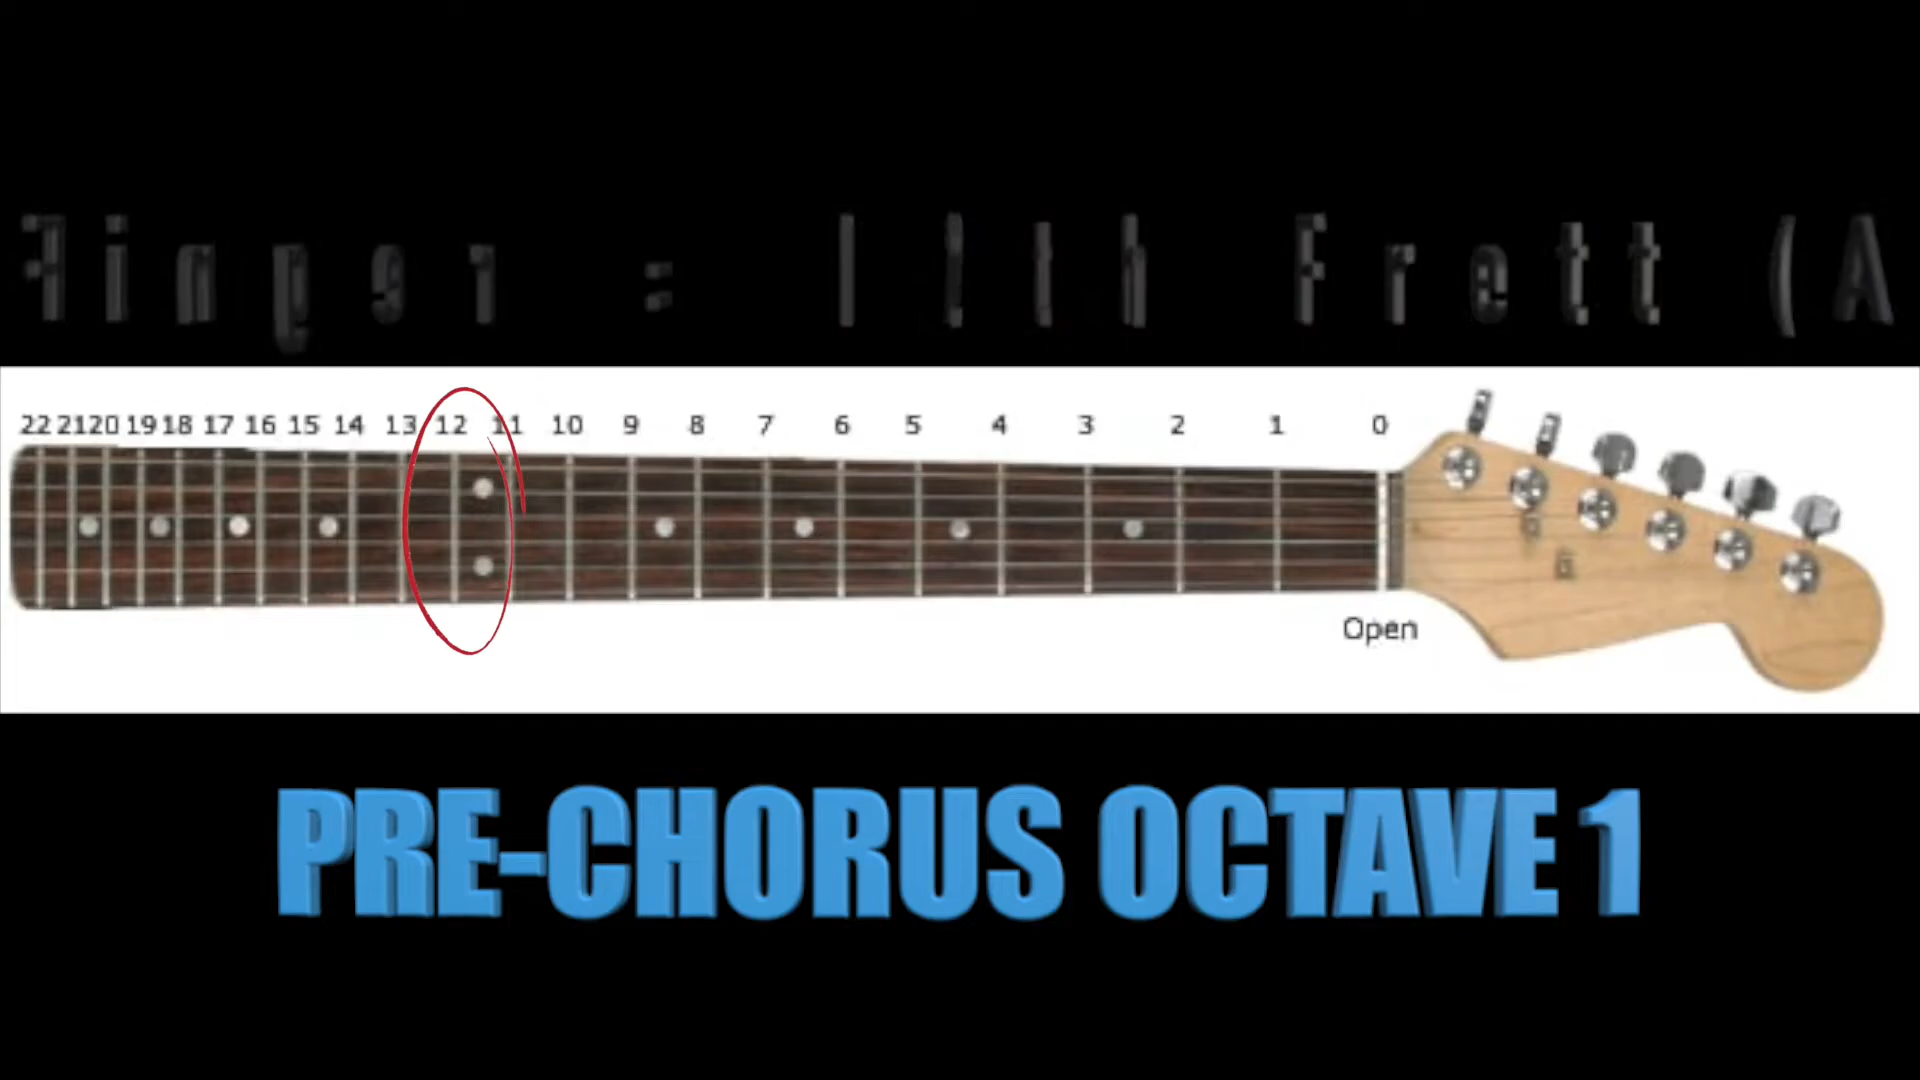 Finger = 12th Frett (A
22 21 20 19 18 17 16 15 14 13 12 11 10 9 8 7 6 5 4 3 2 1 0
Open
PRE-CHORUS OCTAVE 1